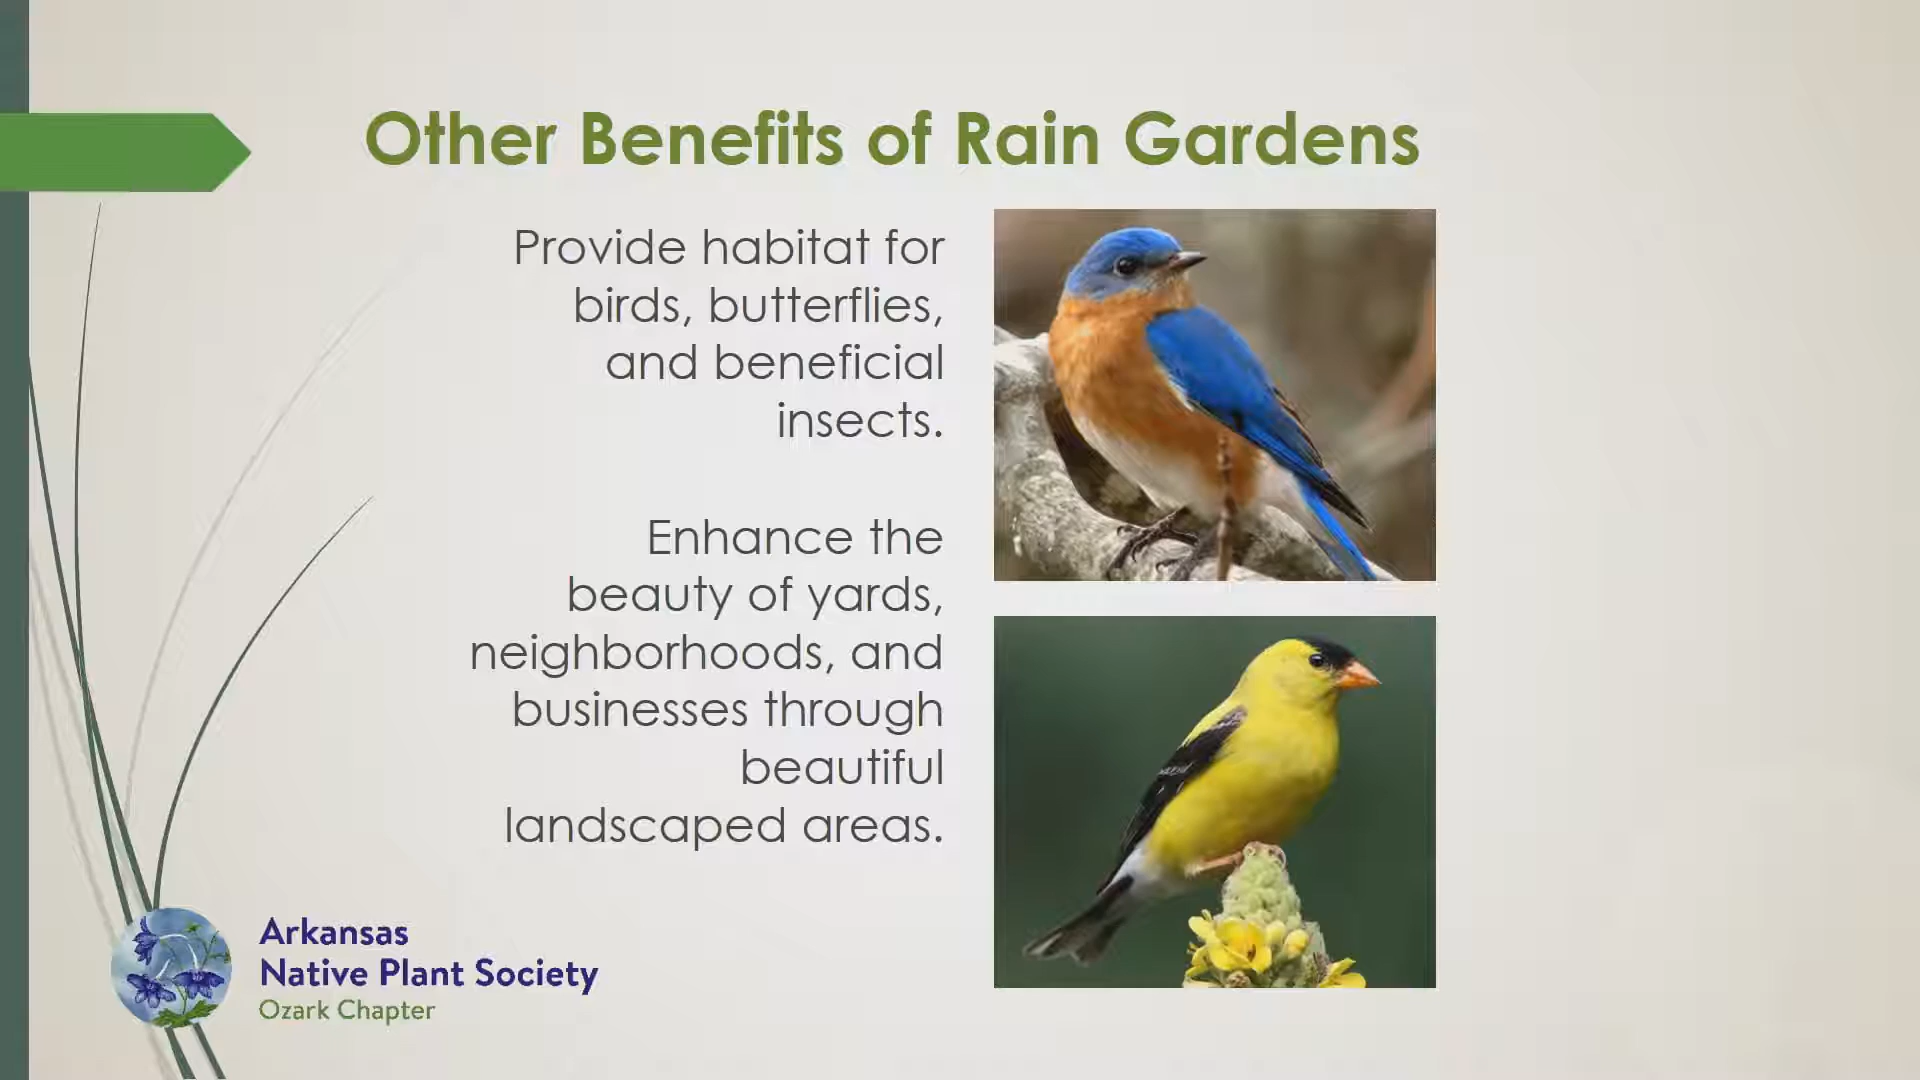 Other Benefits of Rain Gardens
Provide habitat for
birds, butterflies,
and beneficial
insects.
Enhance the
beauty of yards,
neighborhoods, and
businesses through
beautiful
landscaped areas.
Arkansas
Native Plant Society
Ozark Chapter